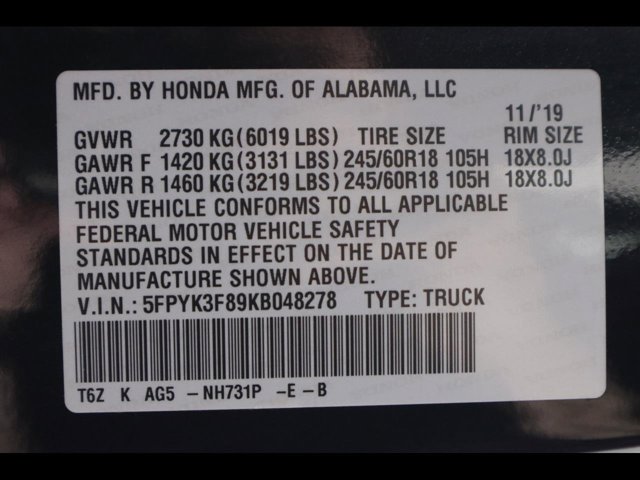 MFD. BY HONDA MFG. OF ALABAMA, LLC
11/'19
GVWR 2730 KG(6019 LBS) TIRE SIZE RIM SIZE
GAWR F 1420 KG(3131 LBS) 245/60R18 105H 18X8.0J
GAWR R 1460 KG(3219 LBS) 245/60R18 105H 18X8.0J
THIS VEHICLE CONFORMS TO ALL APPLICABLE
FEDERAL MOTOR VEHICLE SAFETY
STANDARDS IN EFFECT ON THE DATE OF
MANUFACTURE SHOWN ABOVE.
V.I.N.: 5FPYK3F89KB048278 TYPE: TRUCK
T6Z K AG5 -NH731P -E-B